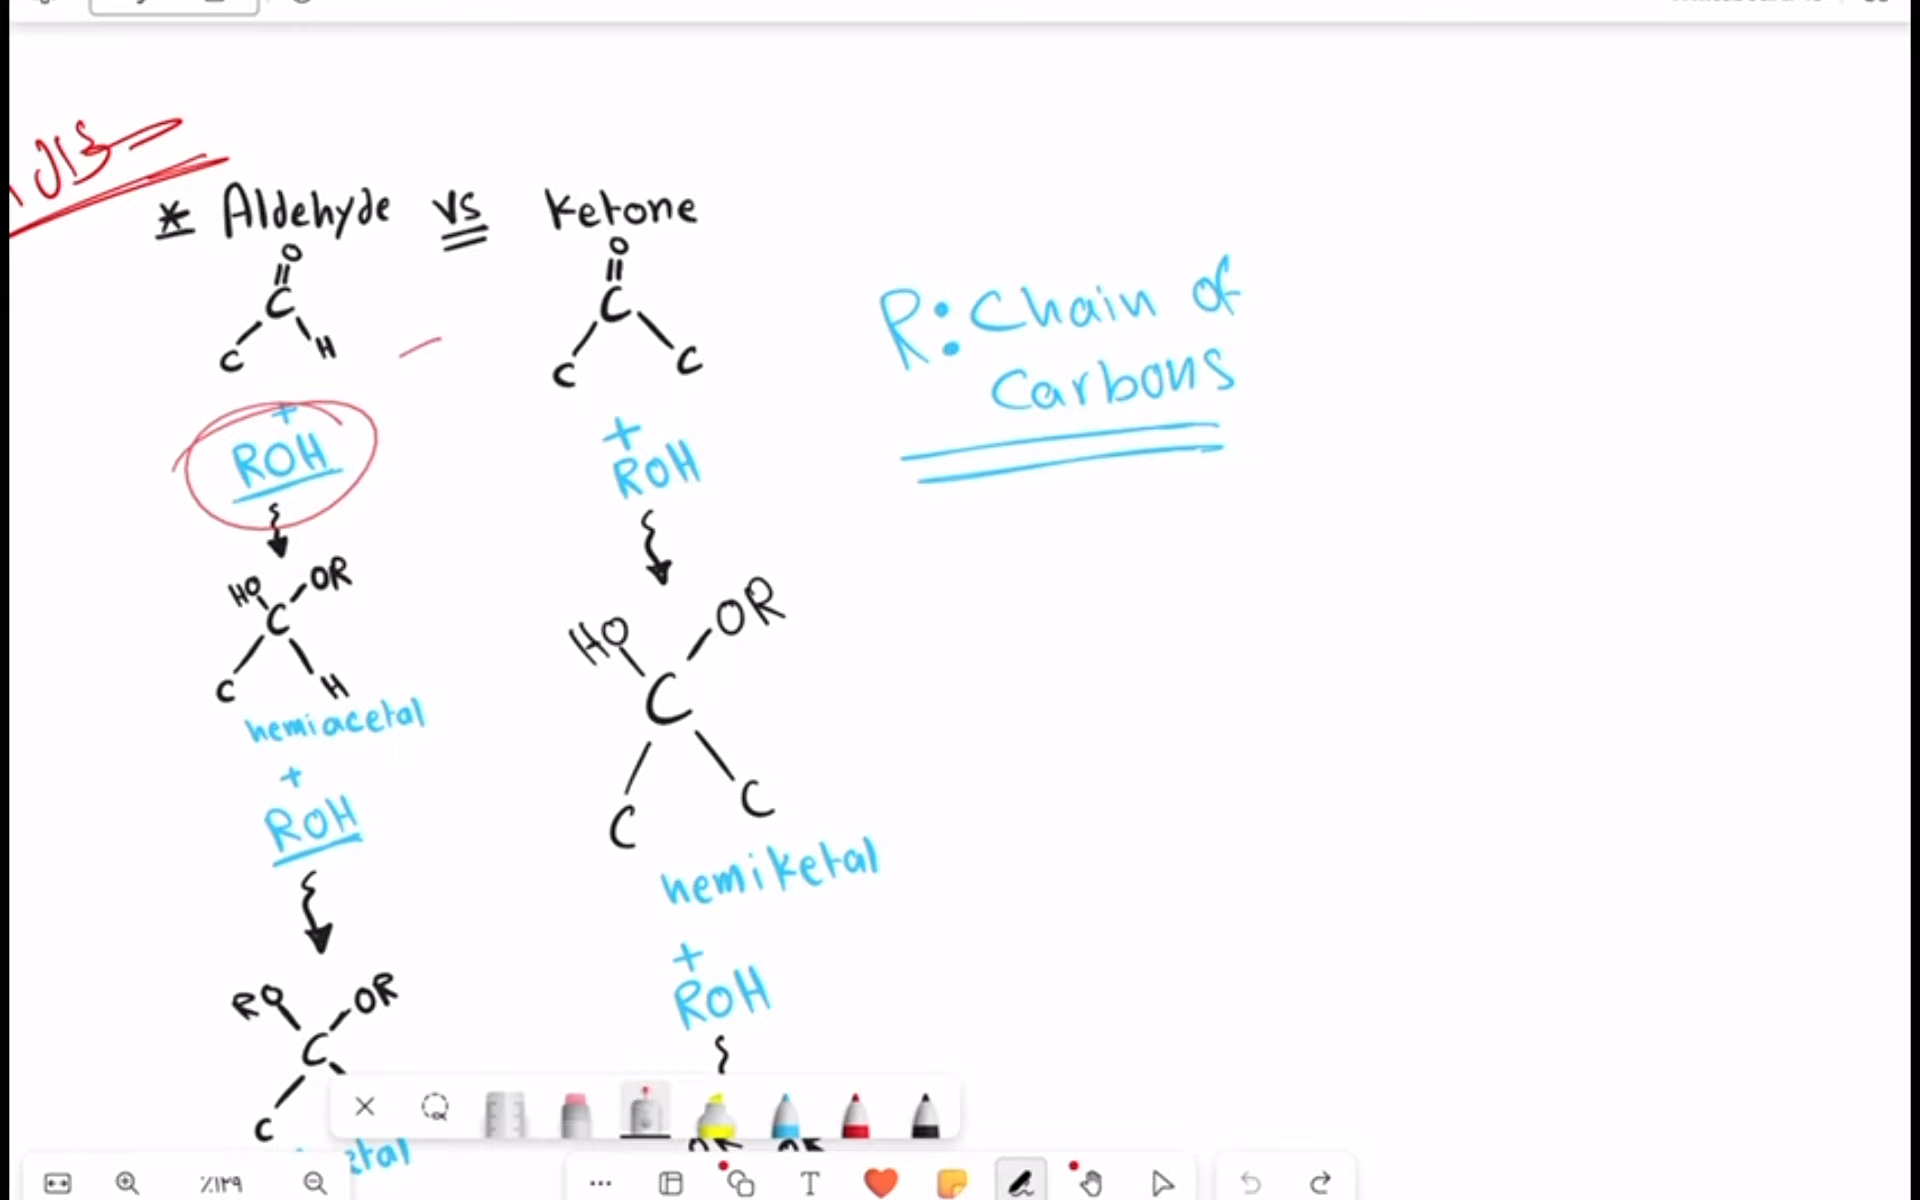 * Aldehyde vs Ketone
O
C
C H
O
C
C C
R: Chain of
Carbons
+
ROH
+
ROH
HO OR
C
C H
hemiacetal
HO OR
C
C C
hemiketal
+
ROH
+
ROH
RO OR
C
C
T